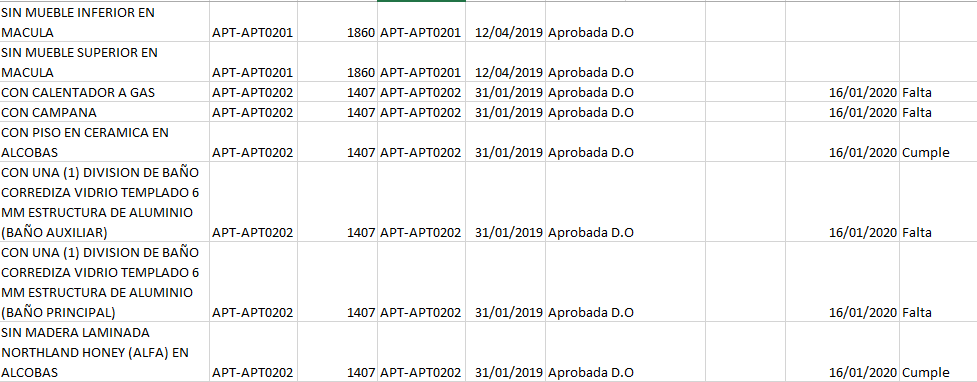 SIN MUEBLE INFERIOR EN
MACULA APT-APT0201 1860 APT-APT0201 12/04/2019 Aprobada D.O
SIN MUEBLE SUPERIOR EN
MACULA APT-APT0201 1860 APT-APT0201 12/04/2019 Aprobada D.O
CON CALENTADOR A GAS APT-APT0202 1407 APT-APT0202 31/01/2019 Aprobada D.O 16/01/2020 Falta
CON CAMPANA APT-APT0202 1407 APT-APT0202 31/01/2019 Aprobada D.O 16/01/2020 Falta
CON PISO EN CERAMICA EN
ALCOBAS APT-APT0202 1407 APT-APT0202 31/01/2019 Aprobada D.O 16/01/2020 Cumple
CON UNA (1) DIVISION DE BAÑO
CORREDIZA VIDRIO TEMPLADO 6
MM ESTRUCTURA DE ALUMINIO
(BAÑO AUXILIAR) APT-APT0202 1407 APT-APT0202 31/01/2019 Aprobada D.O 16/01/2020 Falta
CON UNA (1) DIVISION DE BAÑO
CORREDIZA VIDRIO TEMPLADO 6
MM ESTRUCTURA DE ALUMINIO
(BAÑO PRINCIPAL) APT-APT0202 1407 APT-APT0202 31/01/2019 Aprobada D.O 16/01/2020 Falta
SIN MADERA LAMINADA
NORTHLAND HONEY (ALFA) EN
ALCOBAS APT-APT0202 1407 APT-APT0202 31/01/2019 Aprobada D.O 16/01/2020 Cumple